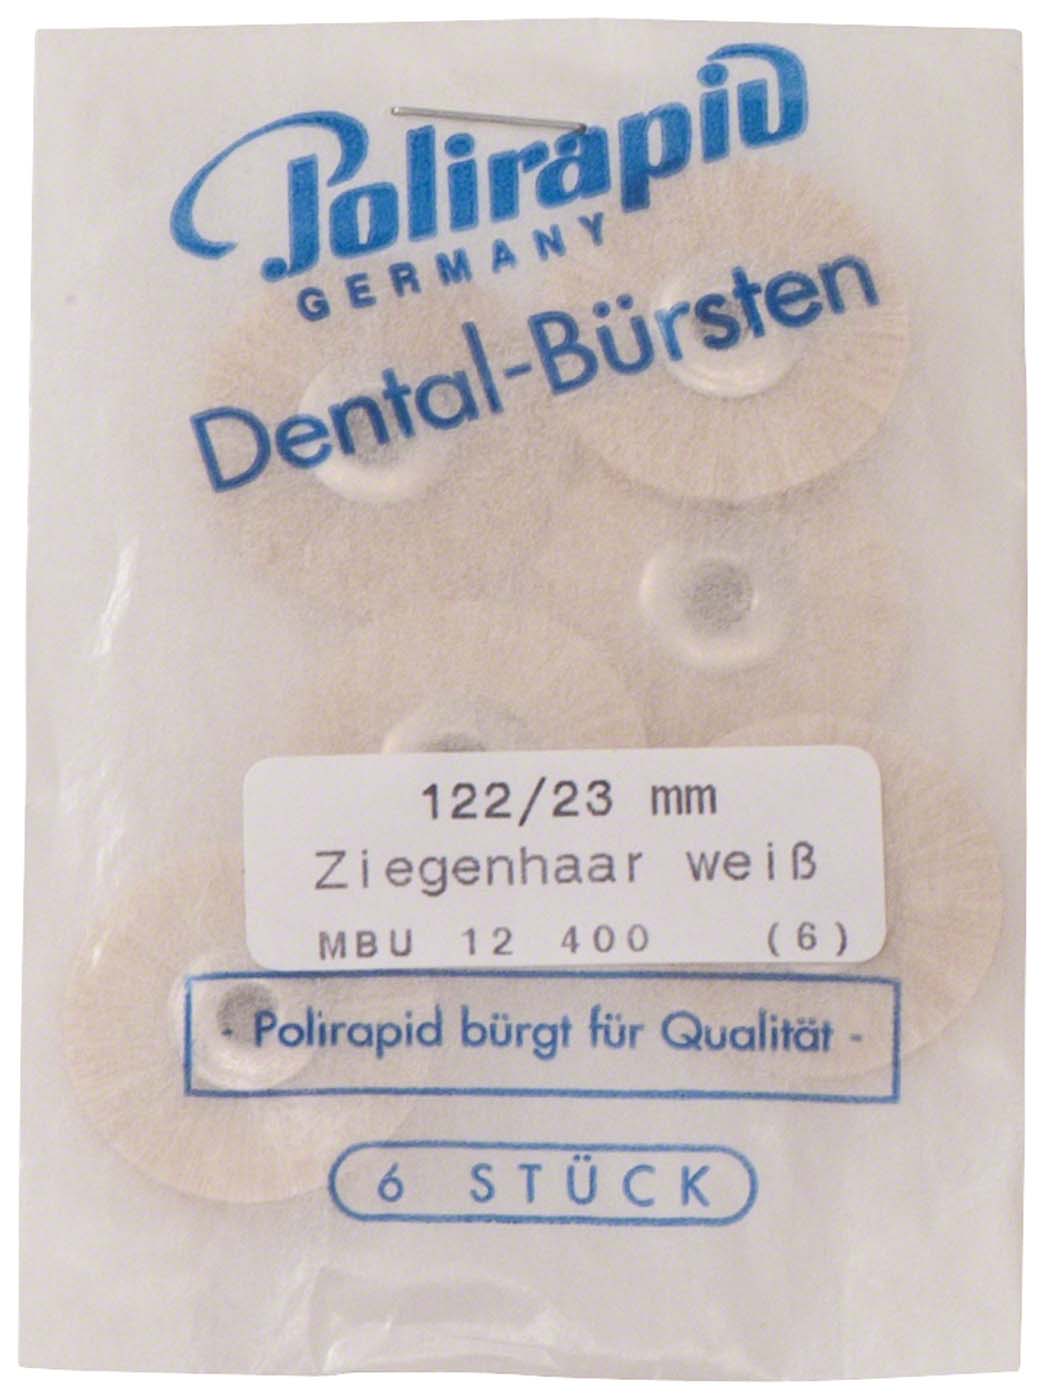 Polirapid
GERMANY
Dental-Bürsten
122/23 mm
Ziegenhaar weiß
MBU 12 400 (6)
- Polirapid bürgt für Qualität -
6 STÜCK